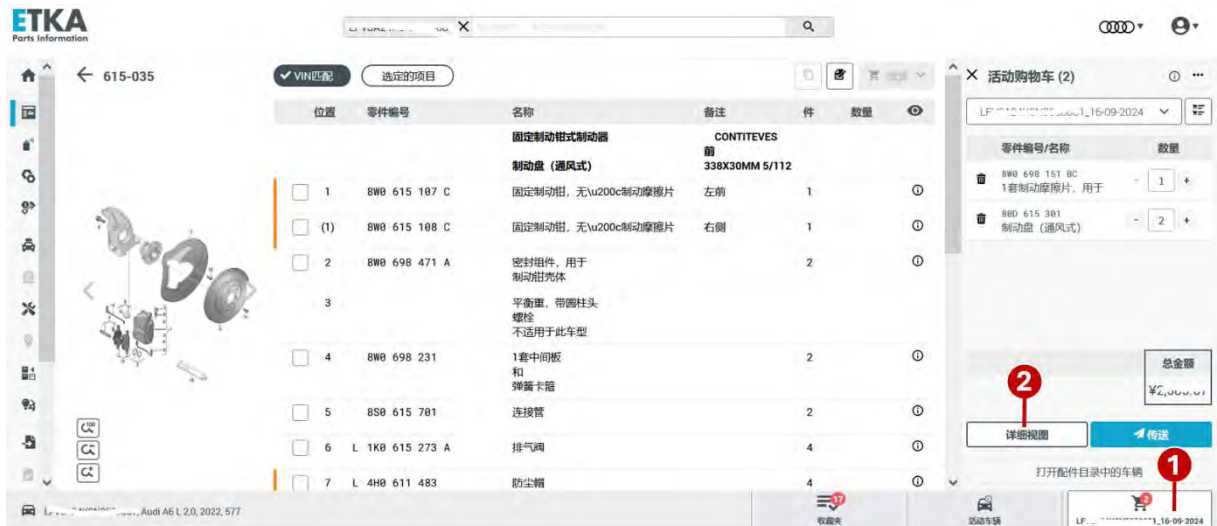 ETKA
Parts Information
615-035
VIN匹配
选定的项目
位置 零件编号 名称 备注 件 数量
固定制动钳式制动器 CONTITEVES
前
制动盘（通风式） 338X30MM 5/112
1 8W0 615 107 C 固定制动钳，无\u200c制动摩擦片 左前 1
(1) 8W0 615 108 C 固定制动钳，无\u200c制动摩擦片 右侧 1
2 8W0 698 471 A 密封组件，用于 2
制动钳壳体
3 平衡重，带圆柱头
螺栓
不适用于此车型
4 8W0 698 231 1套中间板 2
和
弹簧卡箍
5 8S0 615 701 连接管 2
6 L 1K0 615 273 A 排气阀 4
7 L 4H0 611 483 防尘帽 4
活动购物车 (2)
_16-09-2024
零件编号/名称 数量
8W0 698 151 BC
1套制动摩擦片，用于
1
80D 615 301
制动盘（通风式）
2
总金额
2
详细视图
传送
打开配件目录中的车辆
1
Audi A6 L 2.0, 2022, 577
17
收藏夹
活动车辆
2
_16-09-2024